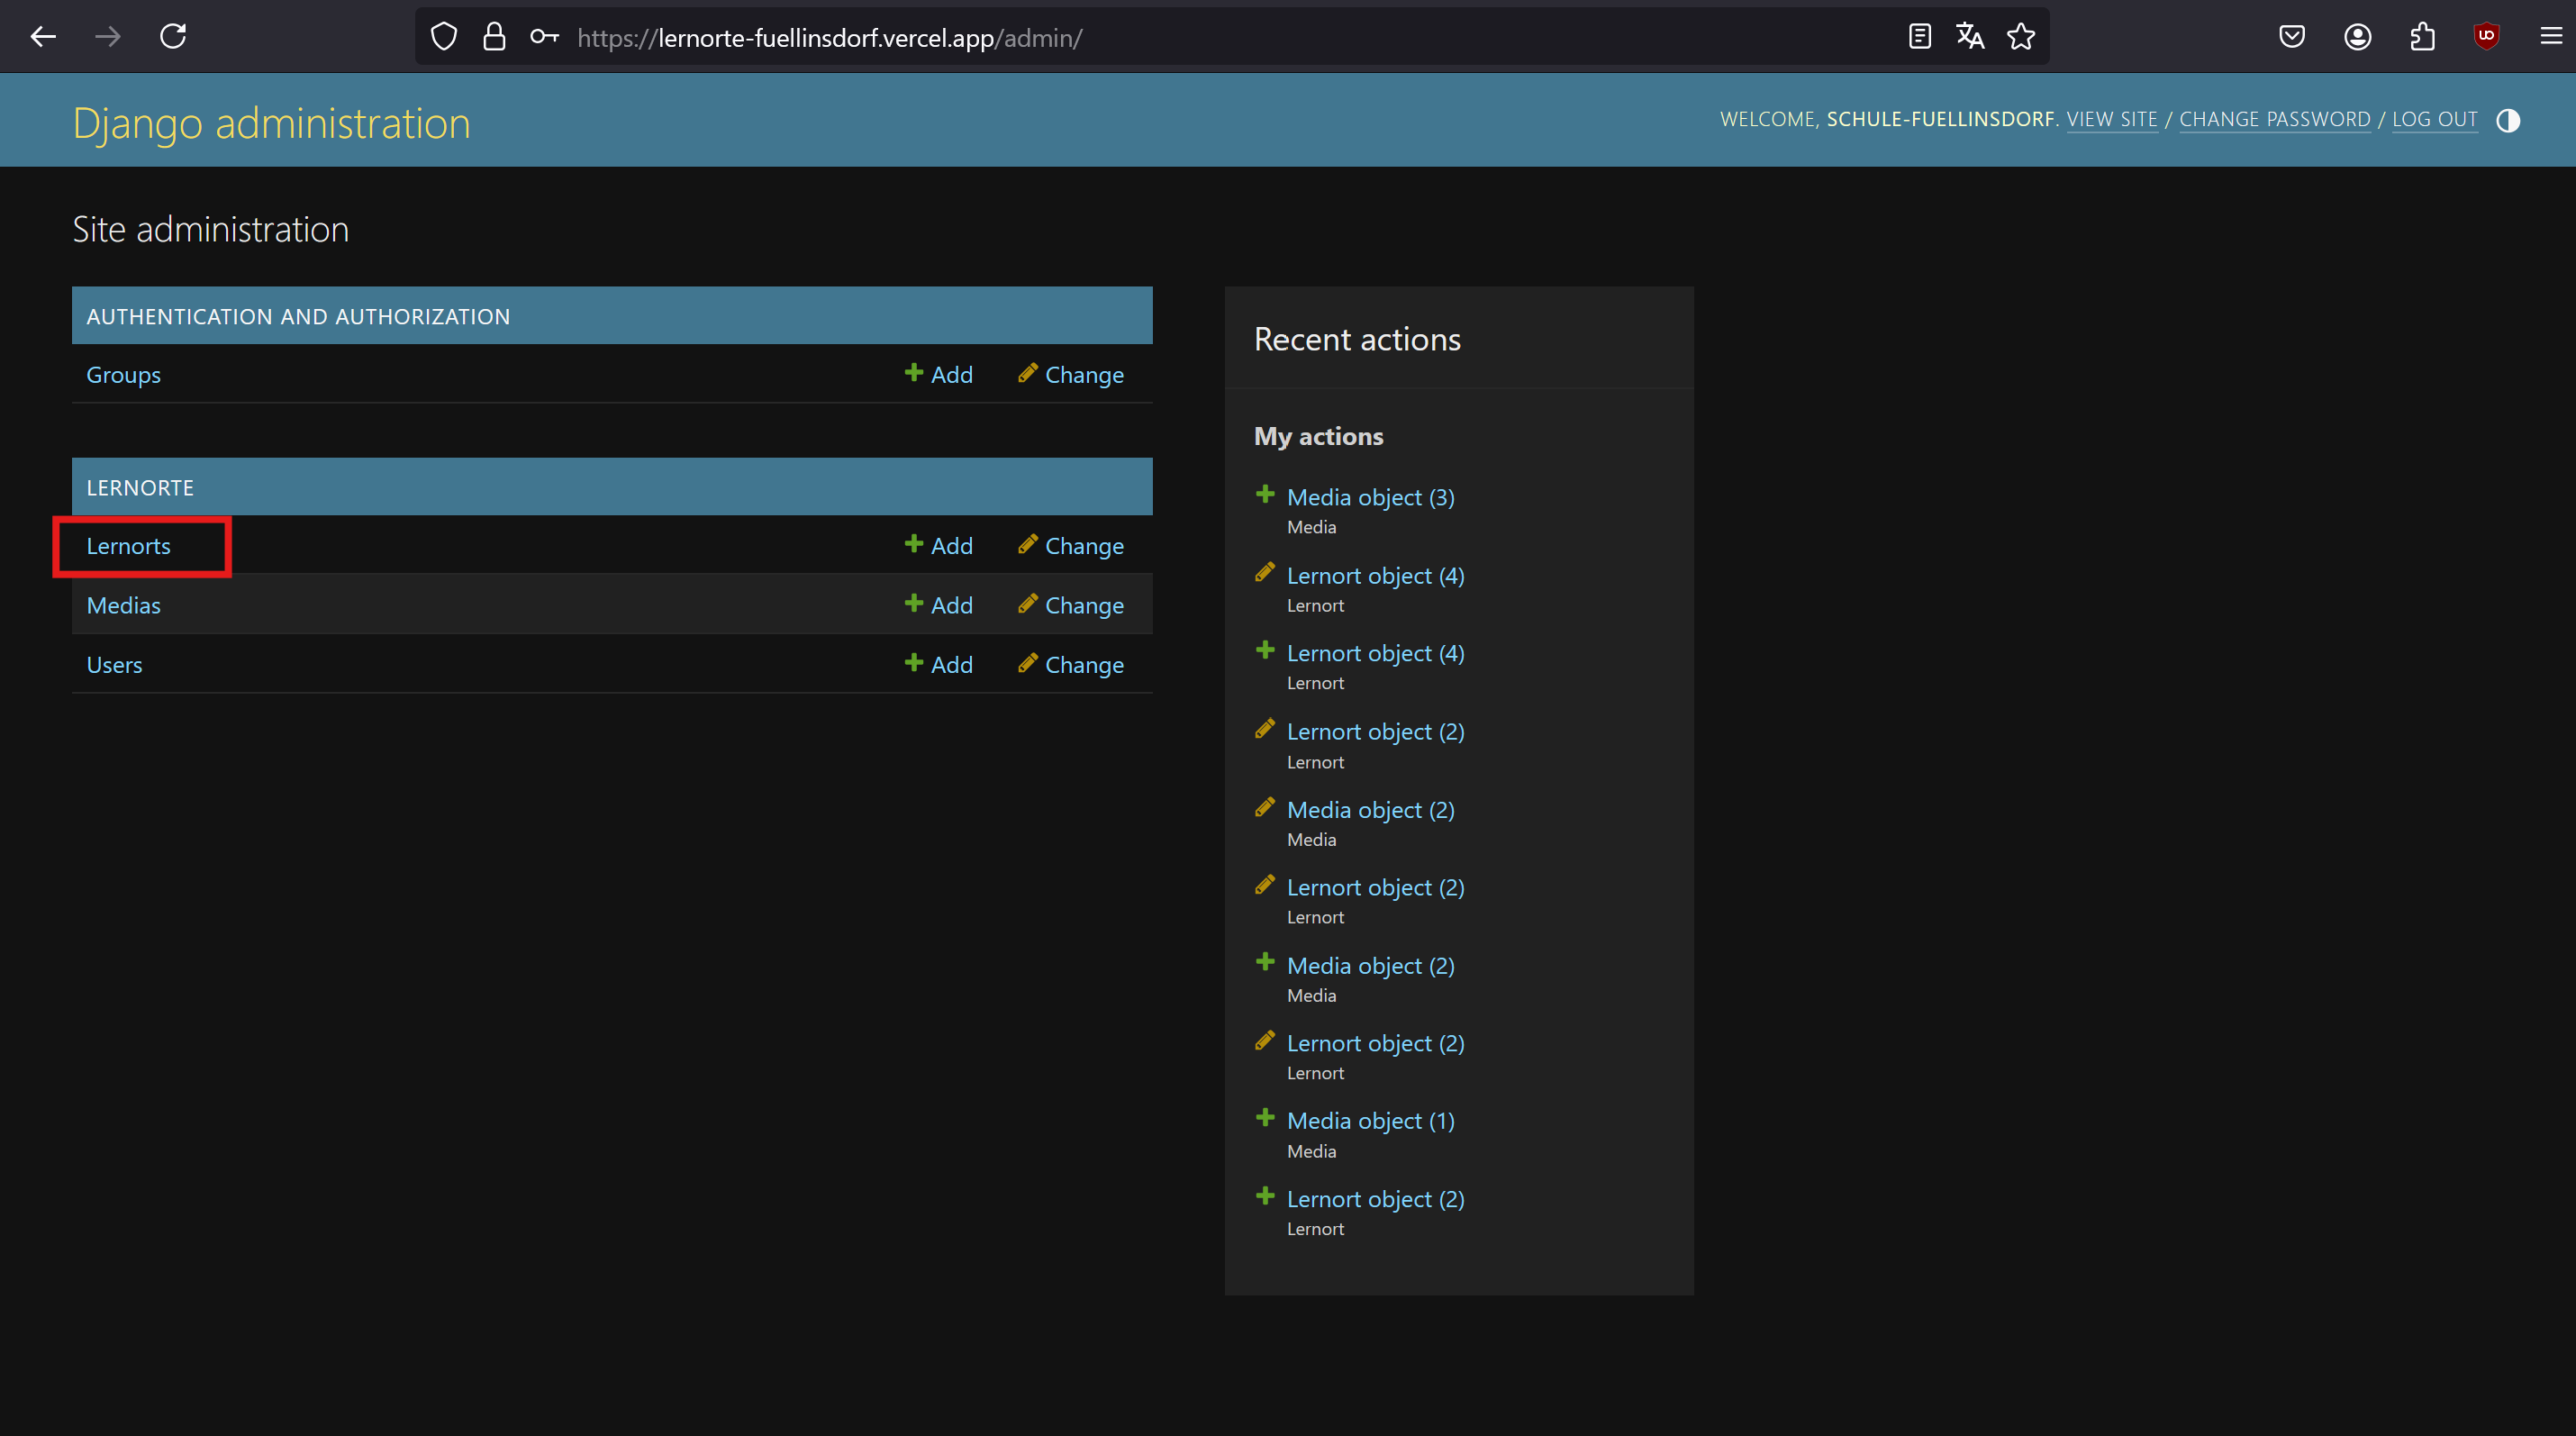 https://lernorte-fuellinsdorf.vercel.app/admin/
Django administration
WELCOME, SCHULE-FUELLINSDORF. VIEW SITE / CHANGE PASSWORD / LOG OUT
Site administration
AUTHENTICATION AND AUTHORIZATION
Groups Add Change
LERNORTE
Lernorts Add Change
Medias Add Change
Users Add Change
Recent actions
My actions
Media object (3)
Media
Lernort object (4)
Lernort
Lernort object (4)
Lernort
Lernort object (2)
Lernort
Media object (2)
Media
Lernort object (2)
Lernort
Media object (2)
Media
Lernort object (2)
Lernort
Media object (1)
Media
Lernort object (2)
Lernort